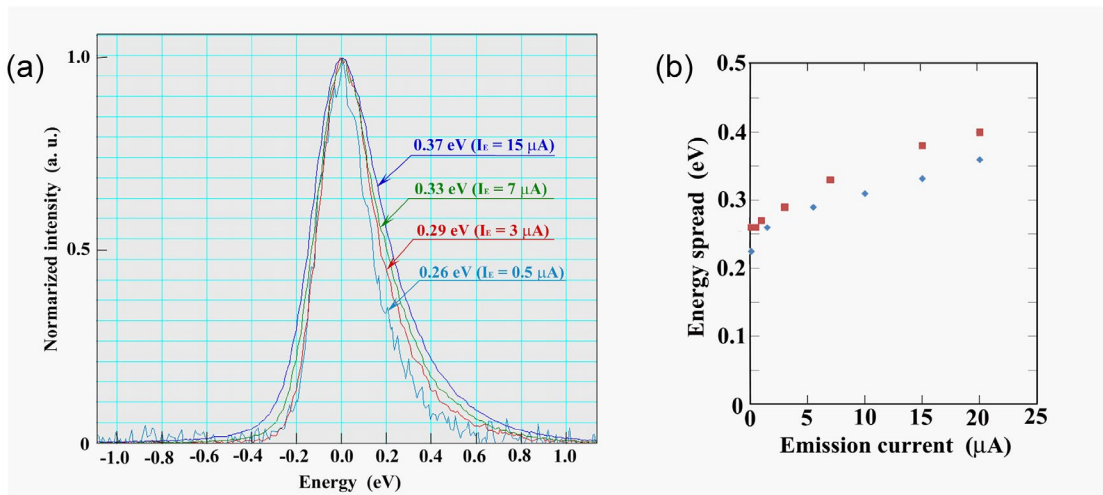 (a)
1.0
0.5
0
Normarized intensity (a. u.)
0.37 eV (IE = 15 μA)
0.33 eV (IE = 7 μA)
0.29 eV (IE = 3 μA)
0.26 eV (IE = 0.5 μA)
-1.0 -0.8 -0.6 -0.4 -0.2 0.0 0.2 0.4 0.6 0.8 1.0
Energy (eV)
(b)
0.5
0.4
0.3
0.2
0.1
0
Energy spread (eV)
0 5 10 15 20 25
Emission current (μA)